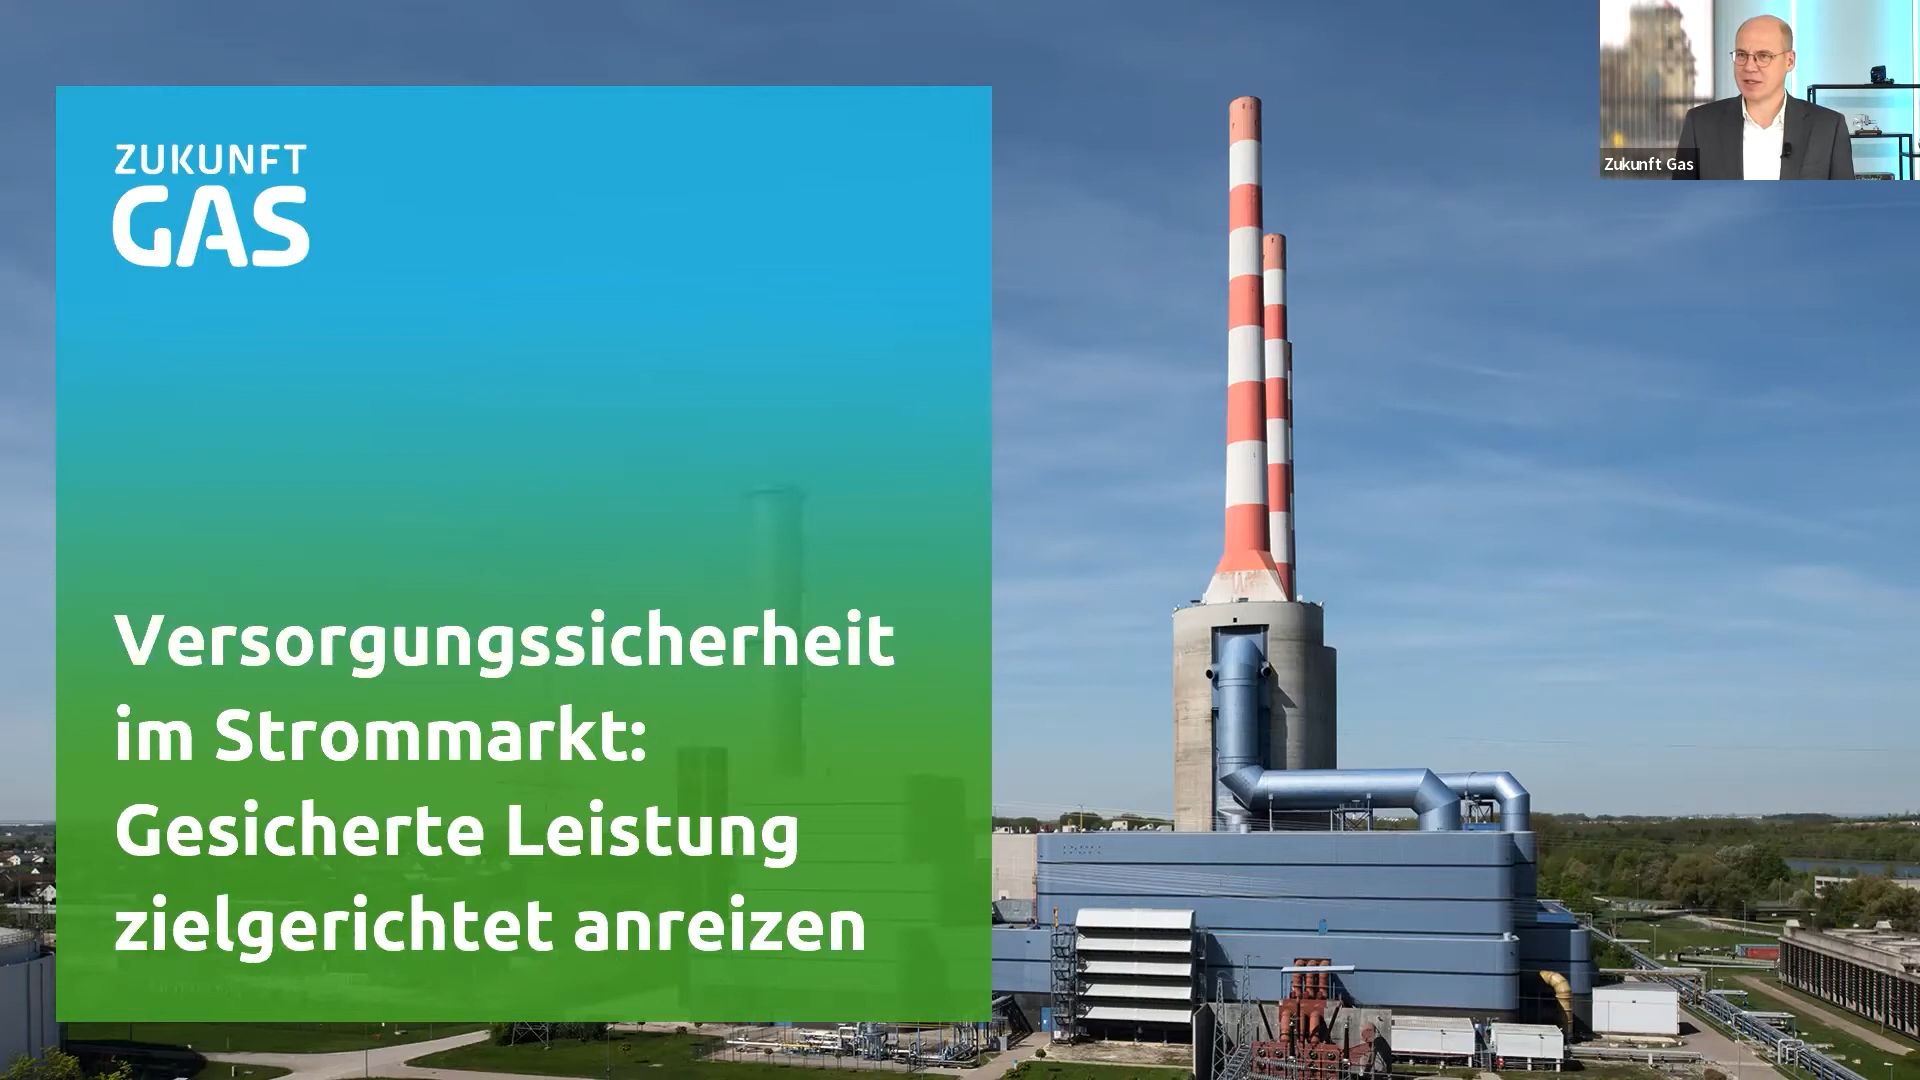 ZUKUNFT
GAS
Zukunft Gas
Versorgungssicherheit
im Strommarkt:
Gesicherte Leistung
zielgerichtet anreizen